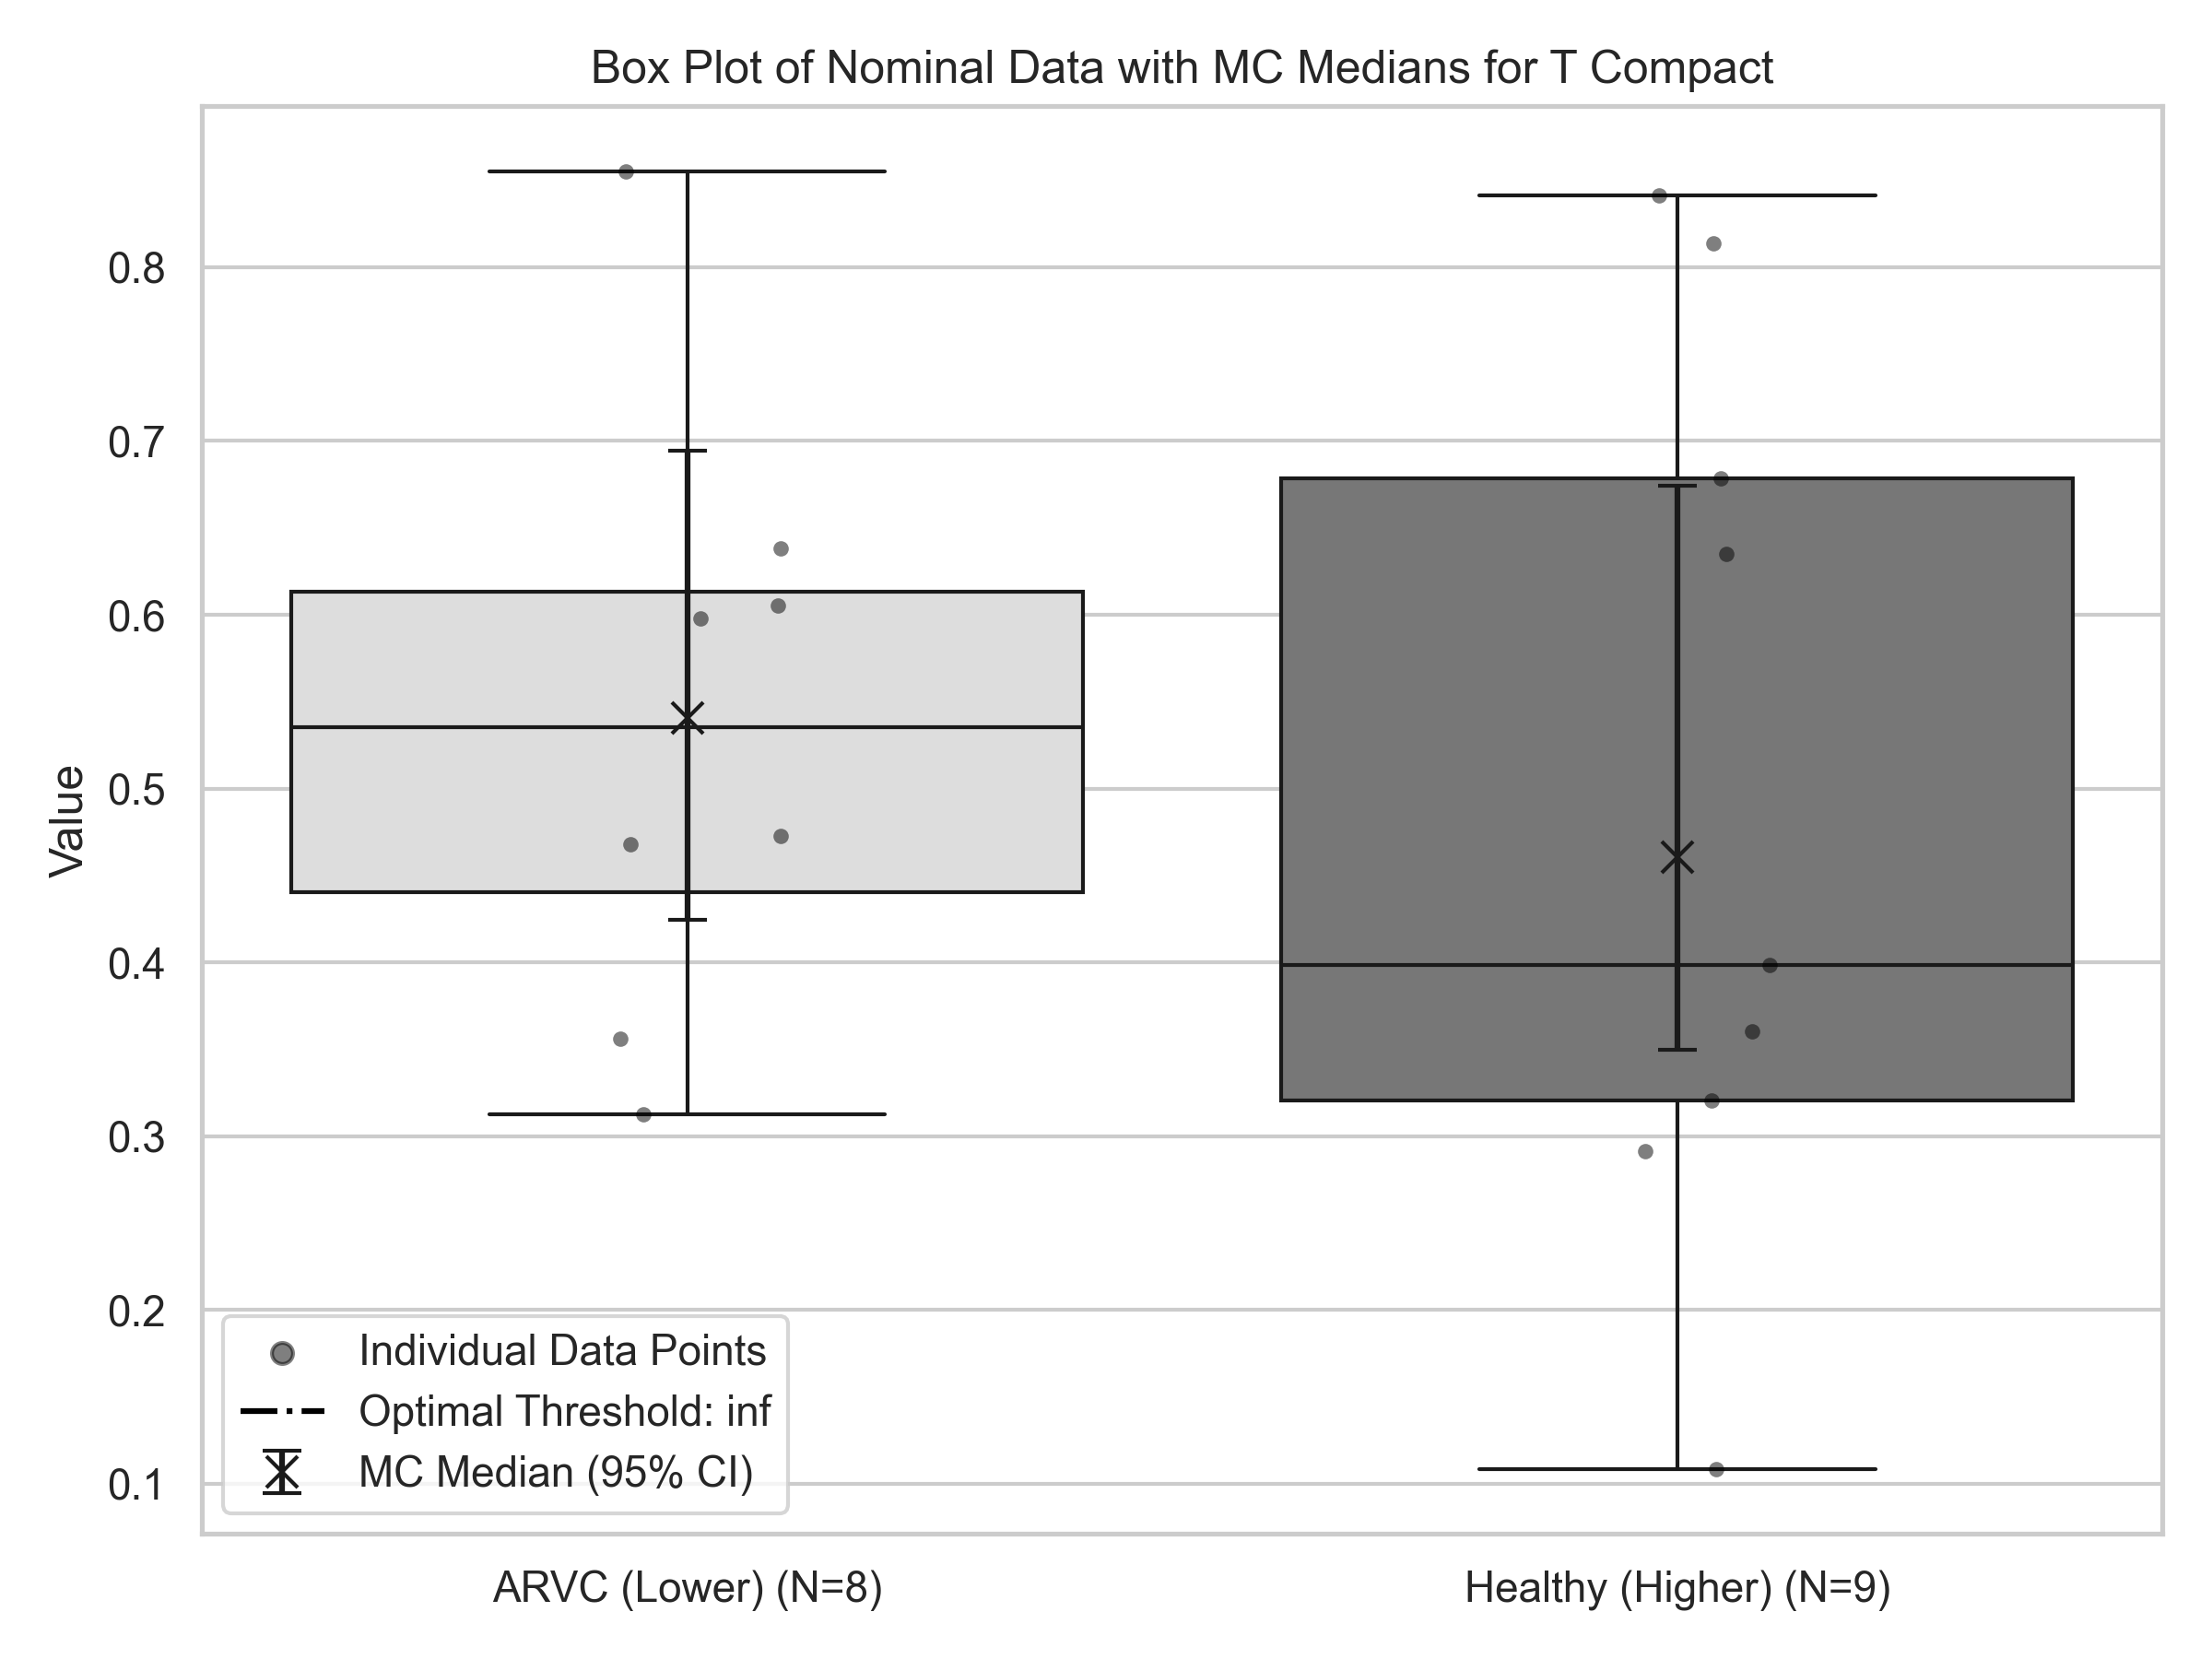 Box Plot of Nominal Data with MC Medians for T Compact
Value
0.8
0.7
0.6
0.5
0.4
0.3
0.2
0.1
Individual Data Points
Optimal Threshold: inf
MC Median (95% CI)
ARVC (Lower) (N=8)
Healthy (Higher) (N=9)